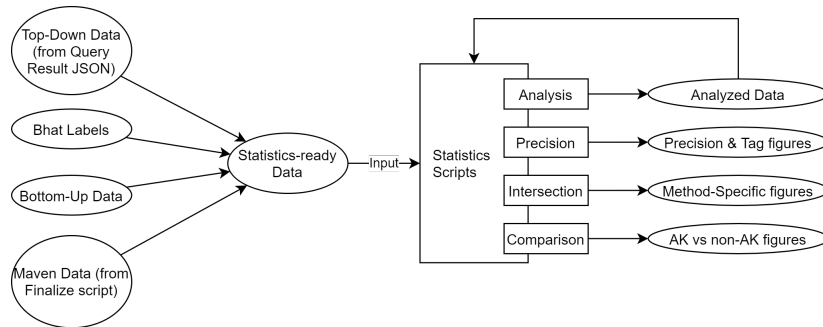 Top-Down Data
(from Query
Result JSON)
Bhat Labels
Bottom-Up Data
Maven Data (from
Finalize script)
Statistics-ready
Data
Input
Statistics
Scripts
Analysis
Precision
Intersection
Comparison
Analyzed Data
Precision & Tag figures
Method-Specific figures
AK vs non-AK figures